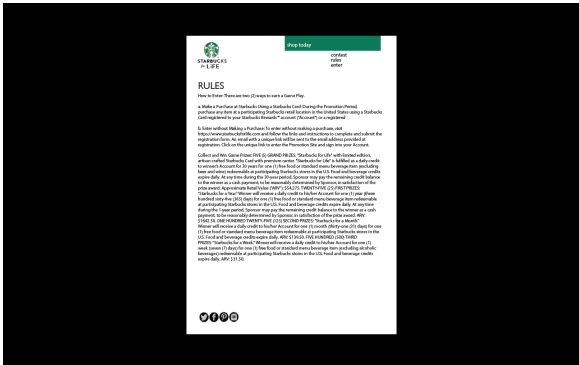 shop today
STARBUCKS
for LIFE
contest
rules
enter
RULES
How to Enter: There are two (2) ways to earn a Game Play.
a. Make a Purchase at Starbucks Using a Starbucks Card: During the Promotion Period,
purchase any item at a participating Starbucks retail location in the United States using a Starbucks
Card registered to your Starbucks Rewards™ account ("Account") or a registered
b. Enter without Making a Purchase: To enter without making a purchase, visit
https://www.starbucksforlife.com and follow the links and instructions to complete and submit the
registration form. An email with a unique link will be sent to the email address provided at
registration. Click on the unique link to enter the Promotion Site and sign into your Account.
Collect and Win Game Prizes: FIVE (5) GRAND PRIZES: "Starbucks for Life" with limited edition,
artisan crafted Starbucks Card with premium carrier. "Starbucks for Life" is fulfilled as a daily credit
to winner's Account for 30 years for one (1) free food or standard menu beverage item (excluding
beer and wine) redeemable at participating Starbucks stores in the U.S. Food and beverage credits
expire daily. At any time during the 30-year period, Sponsor may pay the remaining credit balance
to the winner as a cash payment, to be reasonably determined by Sponsor, in satisfaction of the
prize award. Approximate Retail Value ("ARV"): $54,275. TWENTY-FIVE (25) FIRST PRIZES:
"Starbucks for a Year." Winner will receive a daily credit to his/her Account for one (1) year (three
hundred sixty-five (365) days) for one (1) free food or standard menu beverage item redeemable
at participating Starbucks stores in the U.S. Food and beverage credits expire daily. At any time
during the 1-year period, Sponsor may pay the remaining credit balance to the winner as a cash
payment, to be reasonably determined by Sponsor, in satisfaction of the prize award. ARV:
$1642.50. ONE HUNDRED TWENTY-FIVE (125) SECOND PRIZES: "Starbucks for a Month."
Winner will receive a daily credit to his/her Account for one (1) month (thirty-one (31) days) for one
(1) free food or standard menu beverage item redeemable at participating Starbucks stores in the
U.S. Food and beverage credits expire daily. ARV: $139.50. FIVE HUNDRED (500) THIRD
PRIZES: "Starbucks for a Week." Winner will receive a daily credit to his/her Account for one (1)
week (seven (7) days) for one (1) free food or standard menu beverage item (excluding alcoholic
beverages) redeemable at participating Starbucks stores in the U.S. Food and beverage credits
expire daily. ARV: $31.50